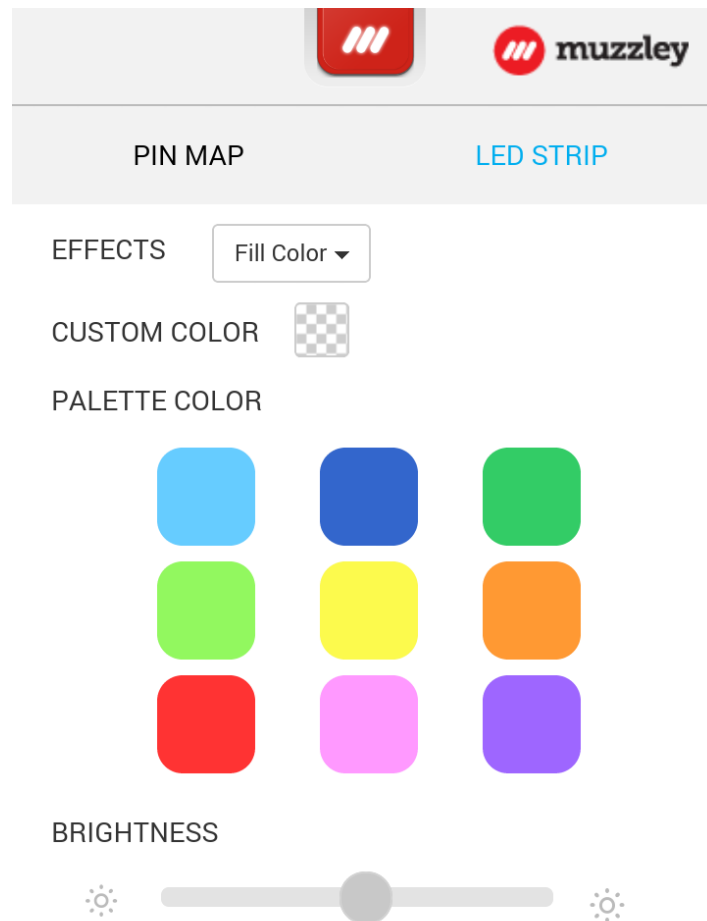 muzzley
PIN MAP
LED STRIP
EFFECTS
Fill Color
CUSTOM COLOR
PALETTE COLOR
BRIGHTNESS